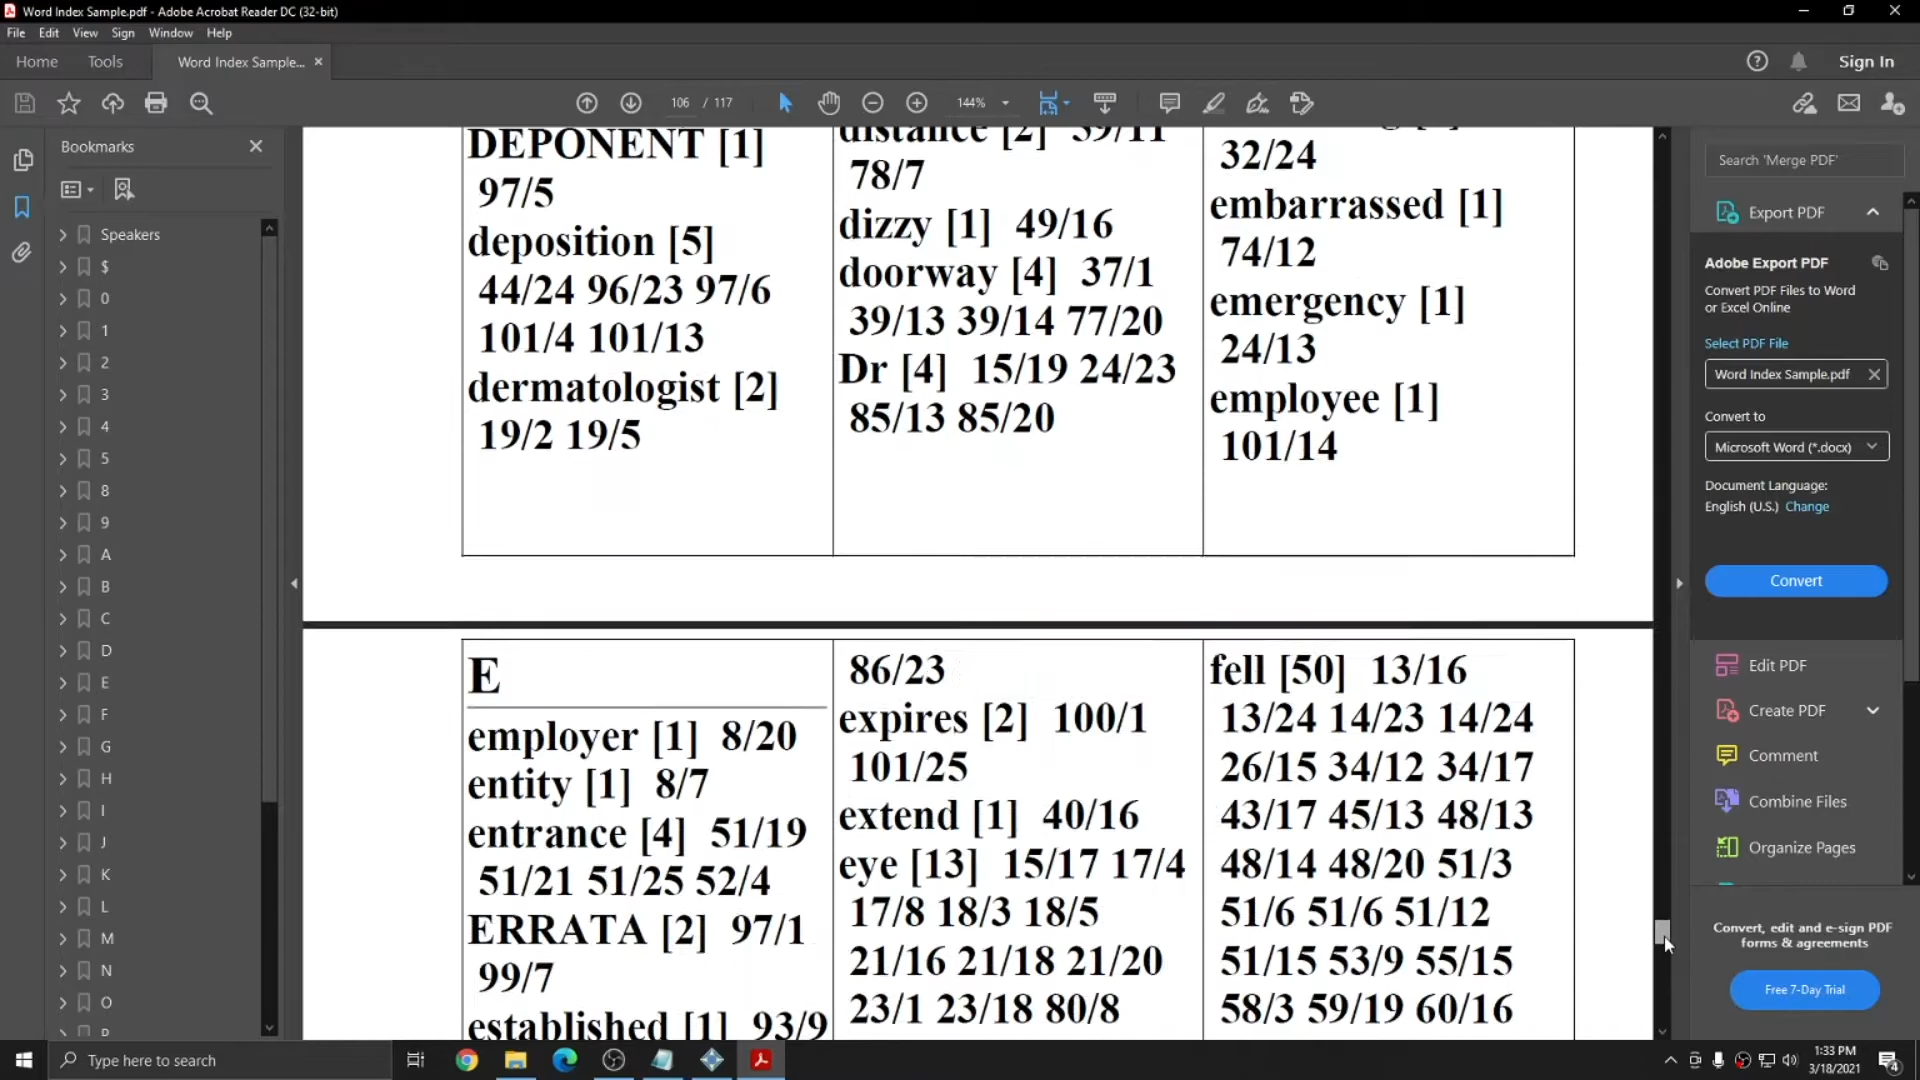 Word Index Sample.pdf - Adobe Acrobat Reader DC (32-bit)
File Edit View Sign Window Help
Home Tools Word Index Sample... × Sign In
106 / 117 144%
Bookmarks
Speakers
$
0
1
2
3
4
5
8
9
A
B
C
D
E
F
G
H
I
J
K
L
M
N
O
DEPONENT [1]
97/5
deposition [5]
44/24 96/23 97/6
101/4 101/13
dermatologist [2]
19/2 19/5
distance [2] 39/11
78/7
dizzy [1] 49/16
doorway [4] 37/1
39/13 39/14 77/20
Dr [4] 15/19 24/23
85/13 85/20
32/24
embarrassed [1]
74/12
emergency [1]
24/13
employee [1]
101/14
E
employer [1] 8/20
entity [1] 8/7
entrance [4] 51/19
51/21 51/25 52/4
ERRATA [2] 97/1
99/7
established [1] 93/9
86/23
expires [2] 100/1
101/25
extend [1] 40/16
eye [13] 15/17 17/4
17/8 18/3 18/5
21/16 21/18 21/20
23/1 23/18 80/8
fell [50] 13/16
13/24 14/23 14/24
26/15 34/12 34/17
43/17 45/13 48/13
48/14 48/20 51/3
51/6 51/6 51/12
51/15 53/9 55/15
58/3 59/19 60/16
Search 'Merge PDF'
Export PDF
Adobe Export PDF
Convert PDF Files to Word
or Excel Online
Select PDF File
Word Index Sample.pdf
Convert to
Microsoft Word (*.docx)
Document Language:
English (U.S.) Change
Convert
Edit PDF
Create PDF
Comment
Combine Files
Organize Pages
Convert, edit and e-sign PDF
forms & agreements
Free 7-Day Trial
Type here to search
1:33 PM
3/18/2021
4